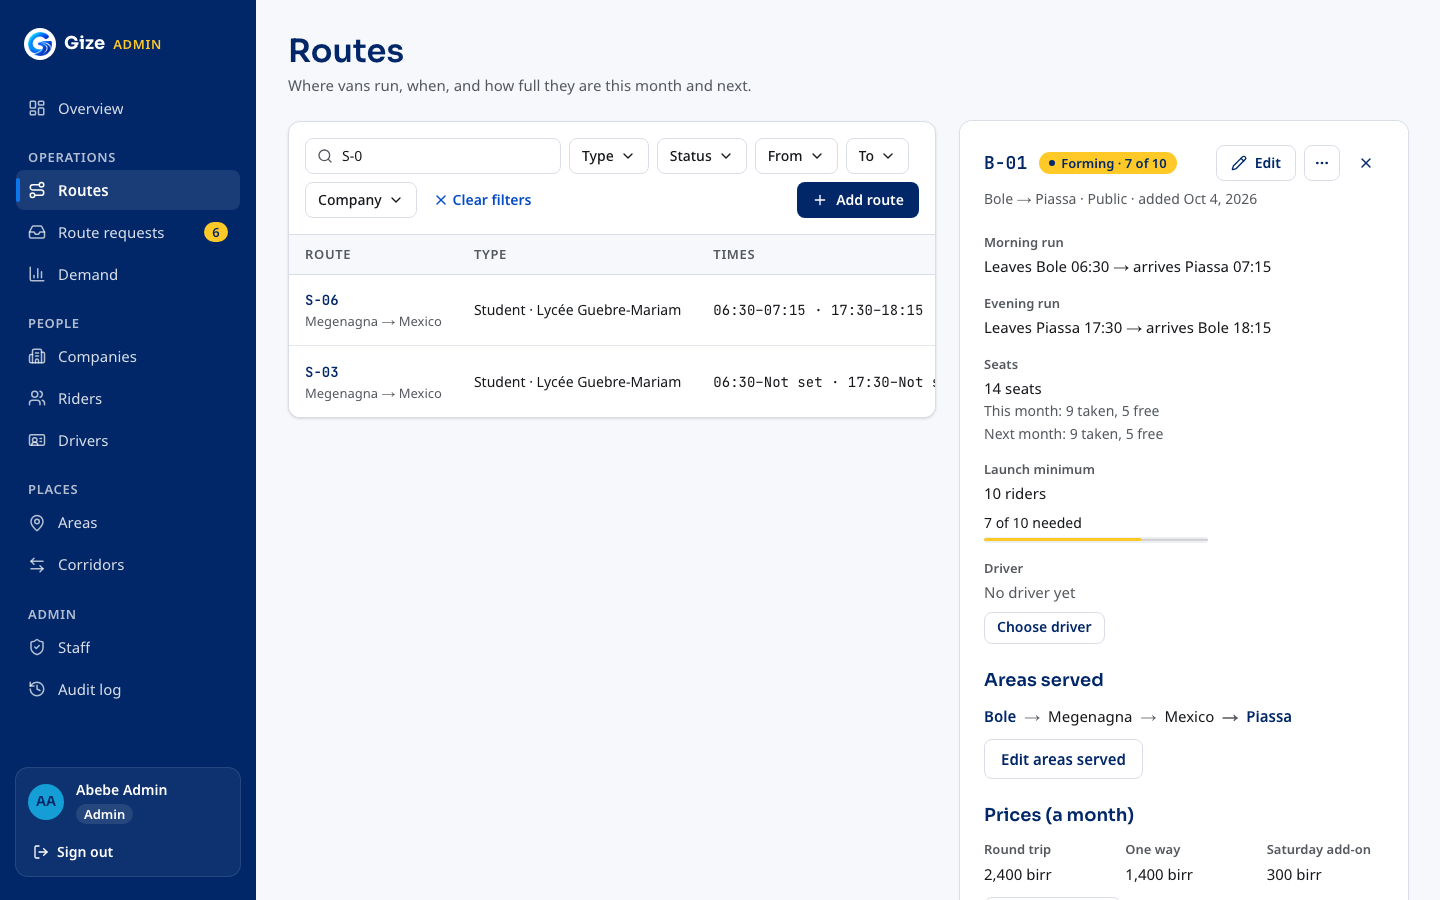 Gize ADMIN
Overview
OPERATIONS
Routes
Route requests 6
Demand
PEOPLE
Companies
Riders
Drivers
PLACES
Areas
Corridors
ADMIN
Staff
Audit log
AA
Abebe Admin
Admin
Sign out
Routes
Where vans run, when, and how full they are this month and next.
S-0
Type
Status
From
To
Company
Clear filters
Add route
ROUTE TYPE TIMES
S-06
Megenagna → Mexico
Student · Lycée Guebre-Mariam
06:30–07:15 · 17:30–18:15
S-03
Megenagna → Mexico
Student · Lycée Guebre-Mariam
06:30–Not set · 17:30–Not
B-01 Forming · 7 of 10
Edit
Bole → Piassa · Public · added Oct 4, 2026
Morning run
Leaves Bole 06:30 → arrives Piassa 07:15
Evening run
Leaves Piassa 17:30 → arrives Bole 18:15
Seats
14 seats
This month: 9 taken, 5 free
Next month: 9 taken, 5 free
Launch minimum
10 riders
7 of 10 needed
Driver
No driver yet
Choose driver
Areas served
Bole → Megenagna → Mexico → Piassa
Edit areas served
Prices (a month)
Round trip One way Saturday add-on
2,400 birr 1,400 birr 300 birr